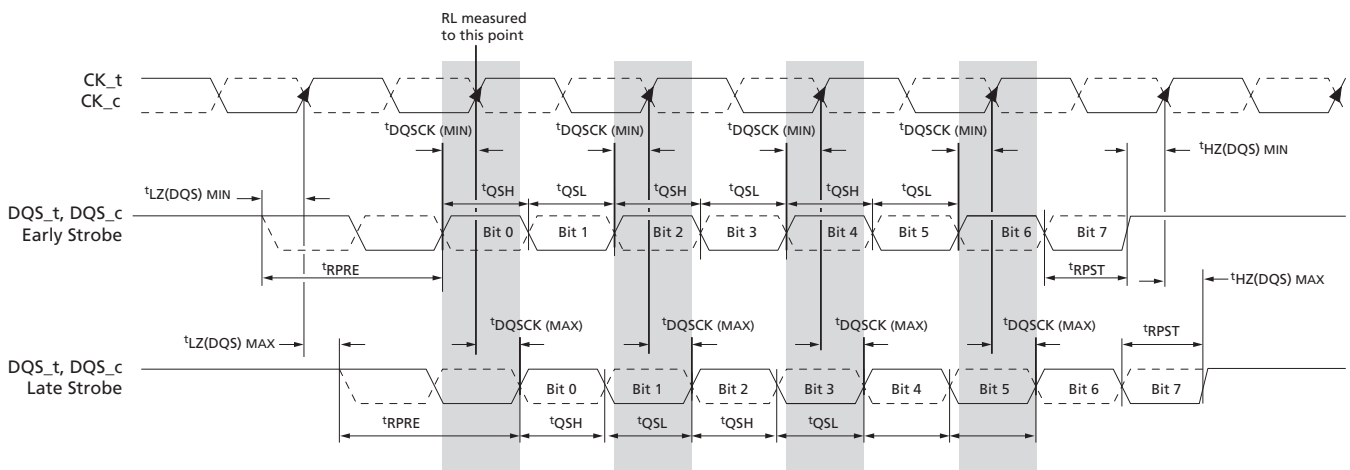 RL measured
to this point
CK_t
CK_c
tDQSCK (MIN) tDQSCK (MIN) tDQSCK (MIN) tDQSCK (MIN)
tHZ(DQS) MIN
tLZ(DQS) MIN
tQSH tQSL tQSH tQSL tQSH tQSL
DQS_t, DQS_c
Early Strobe
Bit 0 Bit 1 Bit 2 Bit 3 Bit 4 Bit 5 Bit 6 Bit 7
tRPRE
tRPST
tHZ(DQS) MAX
tDQSCK (MAX) tDQSCK (MAX) tDQSCK (MAX) tDQSCK (MAX)
tRPST
tLZ(DQS) MAX
DQS_t, DQS_c
Late Strobe
Bit 0 Bit 1 Bit 2 Bit 3 Bit 4 Bit 5 Bit 6 Bit 7
tRPRE tQSH tQSL tQSH tQSL